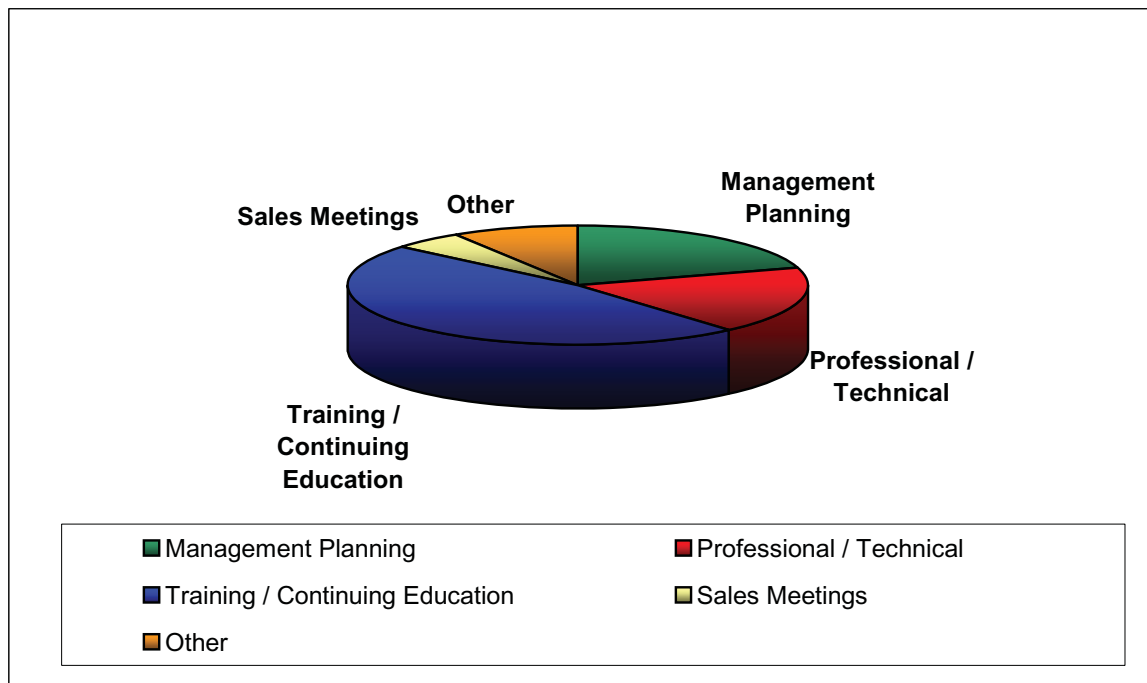 Management
Planning
Other
Sales Meetings
Professional /
Technical
Training /
Continuing
Education
Management Planning
Professional / Technical
Training / Continuing Education
Sales Meetings
Other